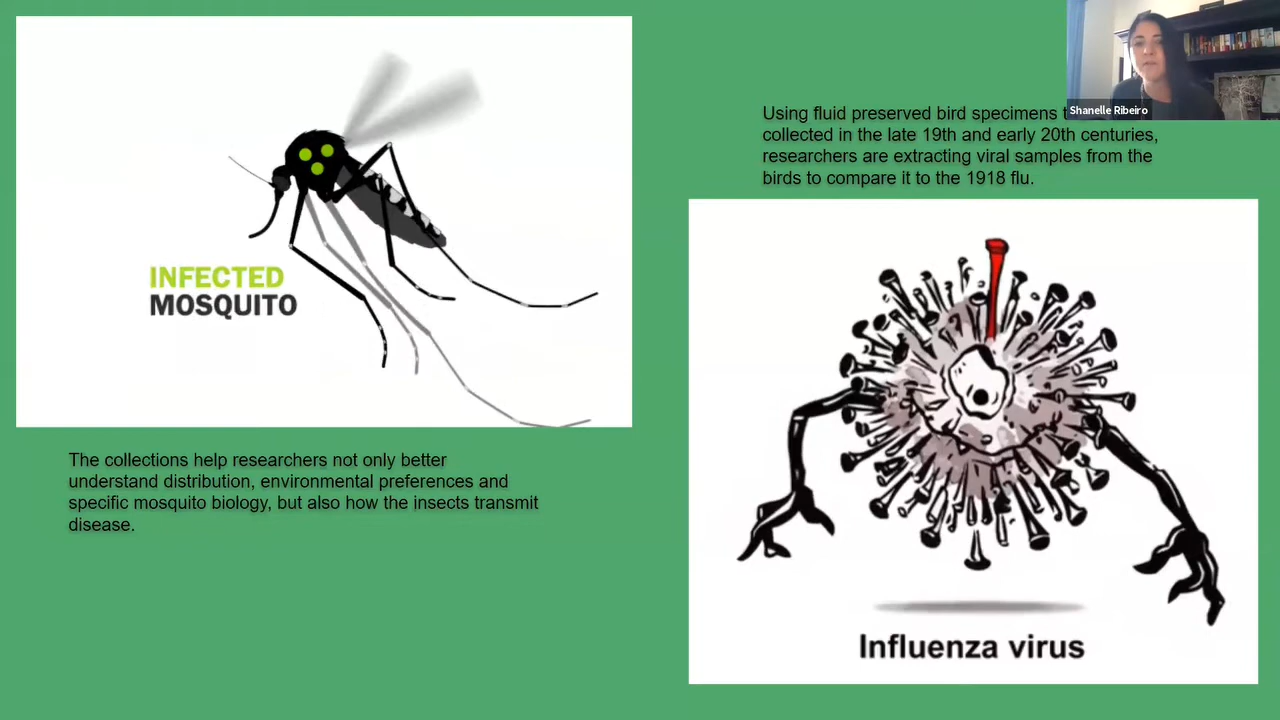 Shanelle Ribeiro
Using fluid preserved bird specimens
collected in the late 19th and early 20th centuries,
researchers are extracting viral samples from the
birds to compare it to the 1918 flu.
INFECTED
MOSQUITO
The collections help researchers not only better
understand distribution, environmental preferences and
specific mosquito biology, but also how the insects transmit
disease.
Influenza virus